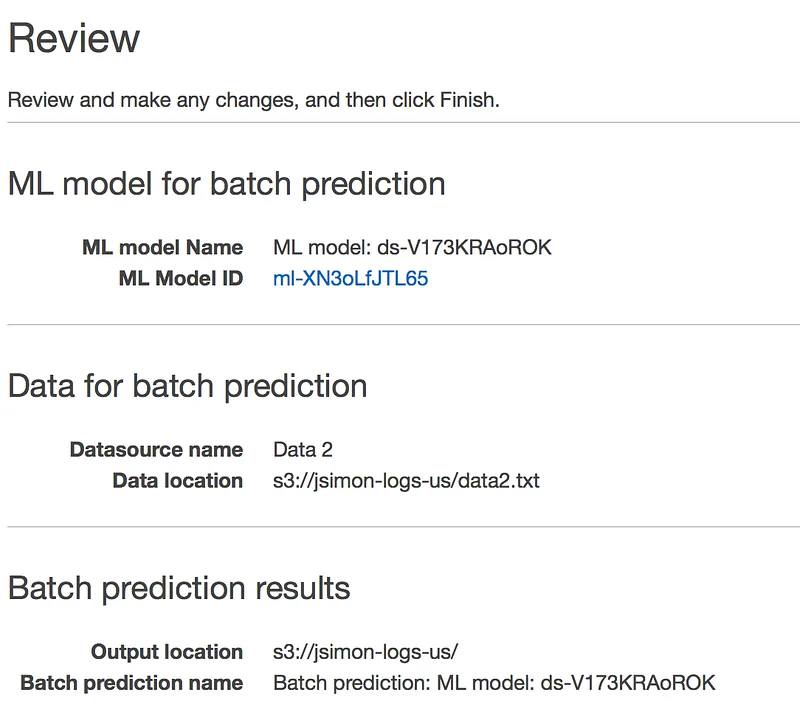 Review
Review and make any changes, and then click Finish.
ML model for batch prediction
ML model Name ML model: ds-V173KRAoROK
ML Model ID ml-XN3oLfJTL65
Data for batch prediction
Datasource name Data 2
Data location s3://jsimon-logs-us/data2.txt
Batch prediction results
Output location s3://jsimon-logs-us/
Batch prediction name Batch prediction: ML model: ds-V173KRAoROK